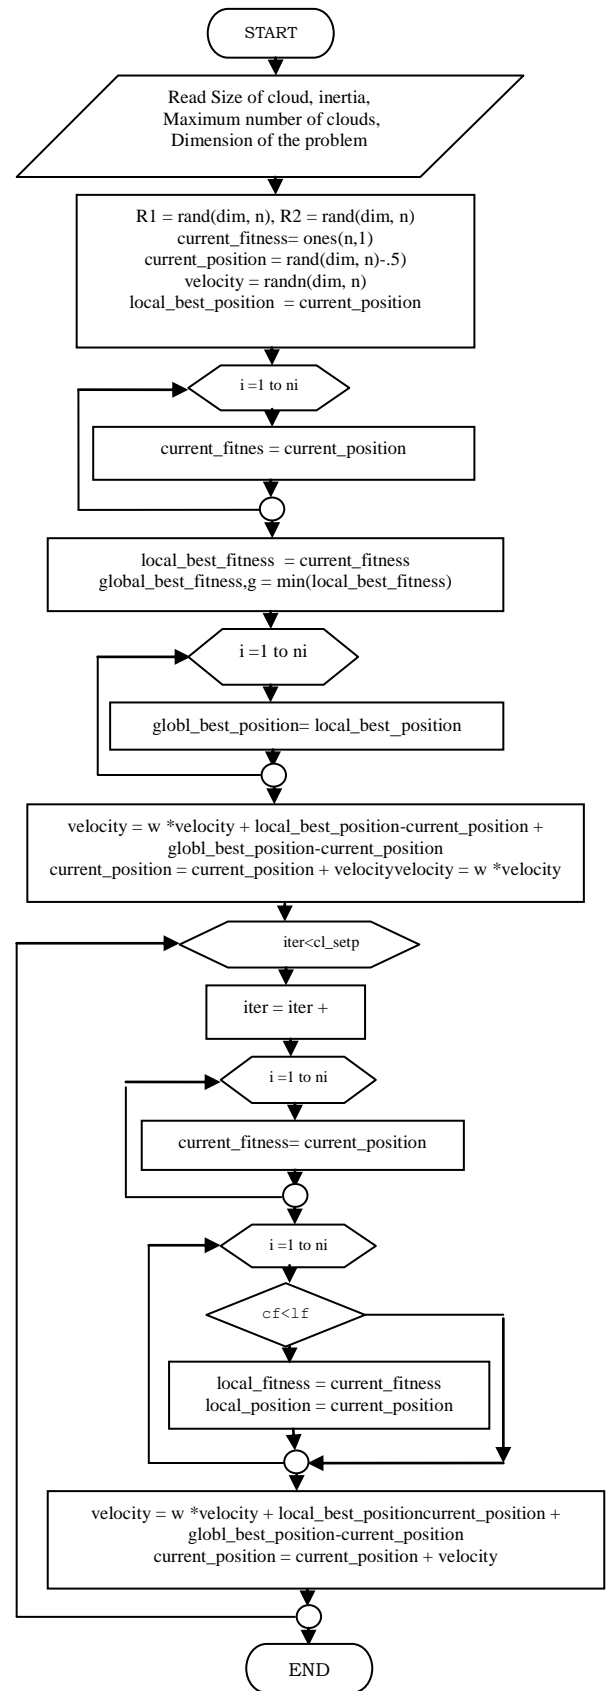 START
Read Size of cloud, inertia,
Maximum number of clouds,
Dimension of the problem
R1 = rand(dim, n), R2 = rand(dim, n)
current_fitness= ones(n,1)
current_position = rand(dim, n)-.5)
velocity = randn(dim, n)
local_best_position = current_position
i =1 to ni
current_fitnes = current_position
local_best_fitness = current_fitness
global_best_fitness,g = min(local_best_fitness)
i =1 to ni
globl_best_position= local_best_position
velocity = w *velocity + local_best_position-current_position +
globl_best_position-current_position
current_position = current_position + velocityvelocity = w *velocity
iter<cl_setp
iter = iter +
i =1 to ni
current_fitness= current_position
i =1 to ni
cf<lf
local_fitness = current_fitness
local_position = current_position
velocity = w *velocity + local_best_positioncurrent_position +
globl_best_position-current_position
current_position = current_position + velocity
END